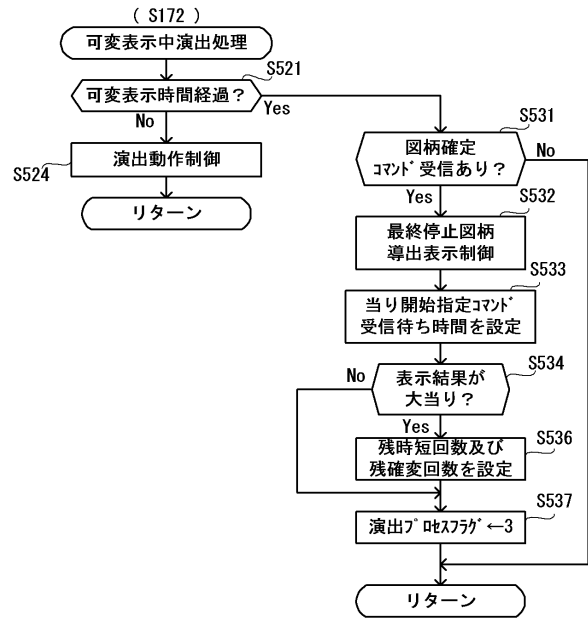 ( S172 )
可変表示中演出処理
S521
可変表示時間経過？
Yes
No
S524
演出動作制御
リターン
S531
図柄確定
ｺﾏﾝﾄﾞ受信あり？
No
Yes
S532
最終停止図柄
導出表示制御
S533
当り開始指定ｺﾏﾝﾄﾞ
受信待ち時間を設定
S534
表示結果が
大当り？
No
Yes
S536
残時短回数及び
残確変回数を設定
S537
演出ﾌﾟﾛｾｽﾌﾗｸﾞ←3
リターン